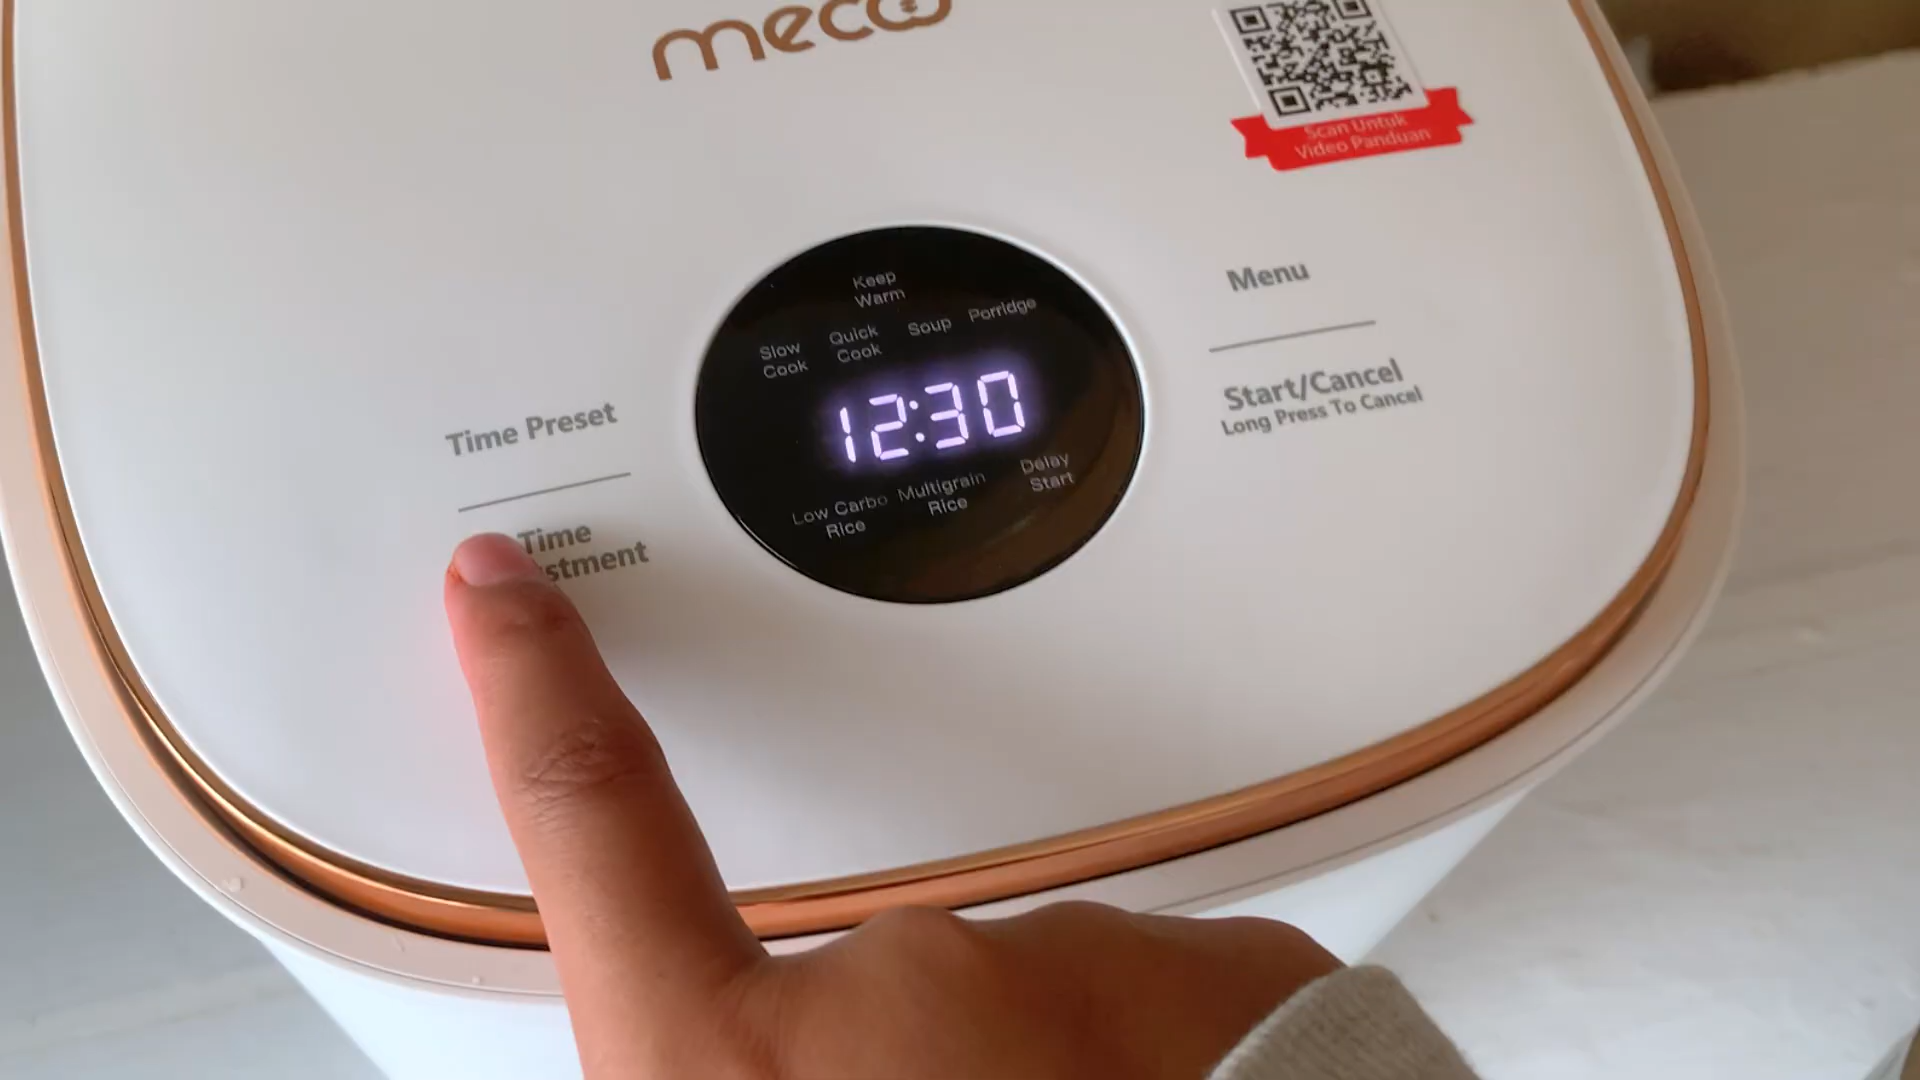 meco
Scan Untuk
Video Panduan
Keep
Warm
Slow
Cook
Quick
Cook
Soup
Porridge
12:30
Low Carbo
Rice
Multigrain
Rice
Delay
Start
Time Preset
Time
stment
Menu
Start/Cancel
Long Press To Cancel